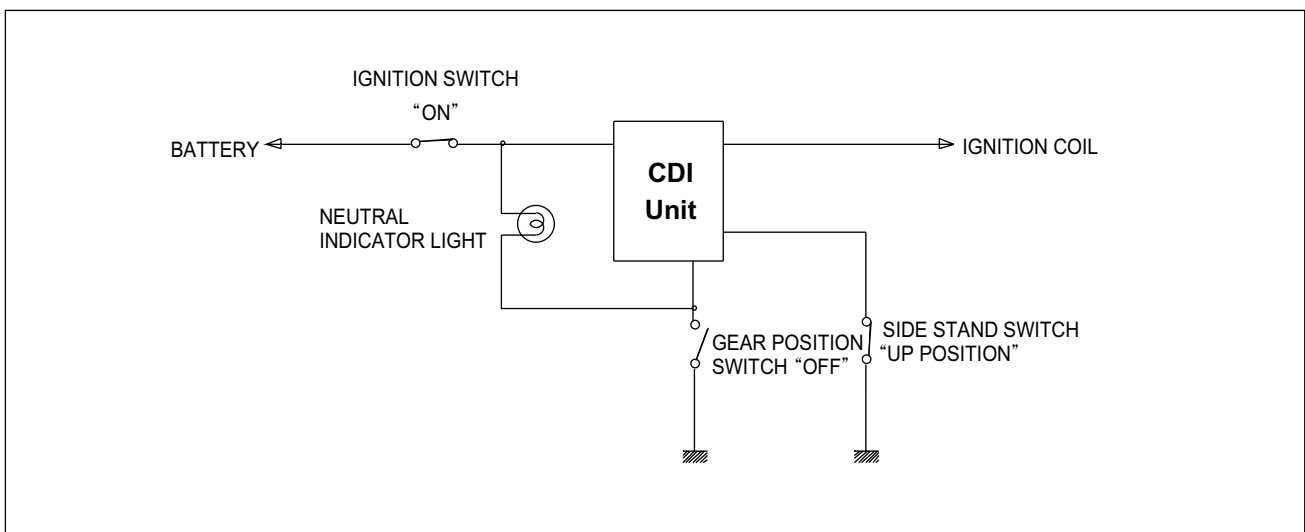 IGNITION SWITCH
“ON”
BATTERY
IGNITION COIL
CDI
Unit
NEUTRAL
INDICATOR LIGHT
GEAR POSITION
SWITCH “OFF”
SIDE STAND SWITCH
“UP POSITION”